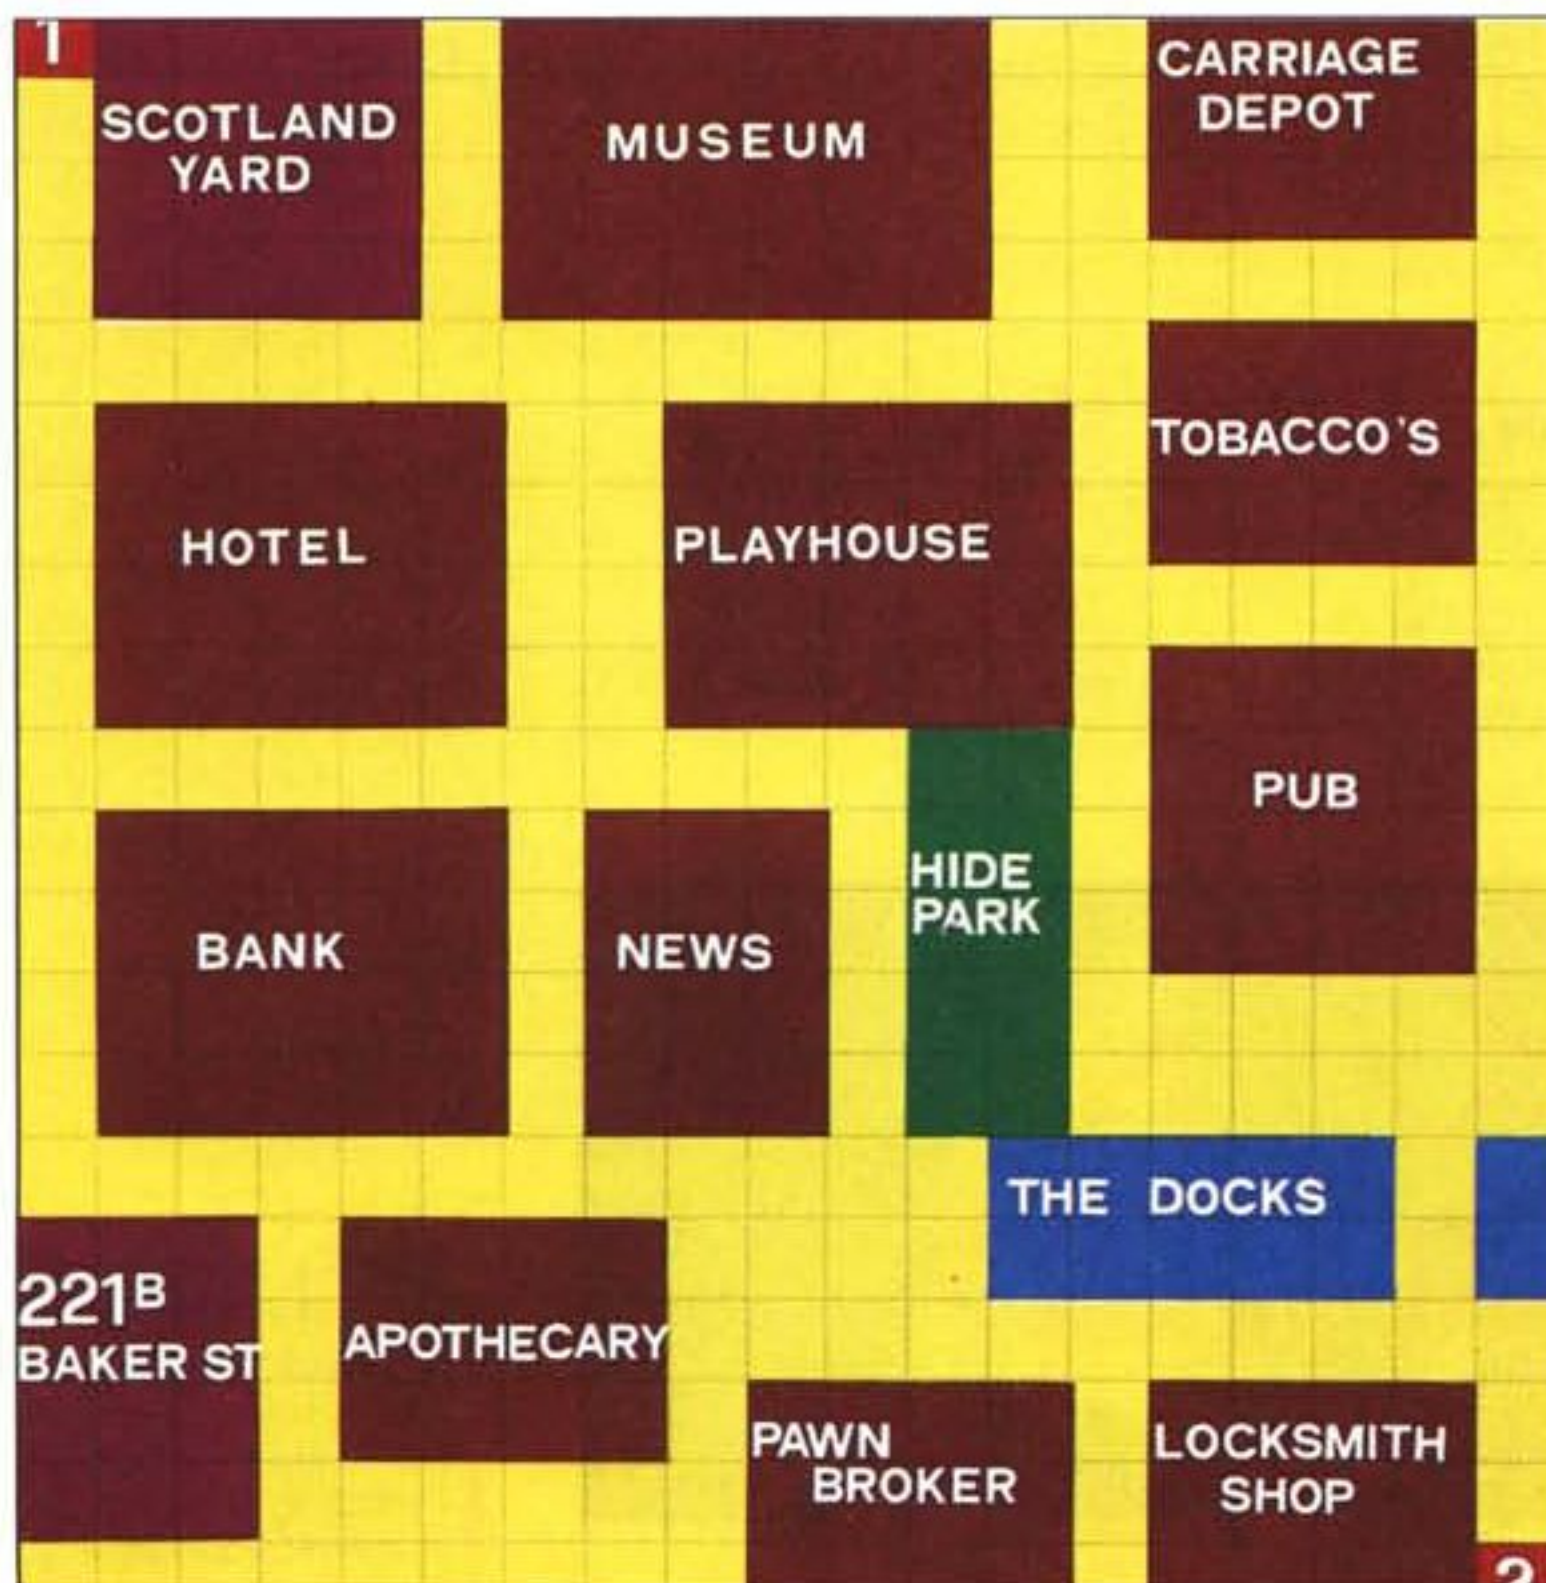 1
SCOTLAND
YARD
MUSEUM
CARRIAGE
DEPOT
TOBACCO'S
HOTEL
PLAYHOUSE
PUB
HIDE
PARK
BANK
NEWS
THE DOCKS
221B
BAKER ST
APOTHECARY
PAWN
BROKER
LOCKSMITH
SHOP